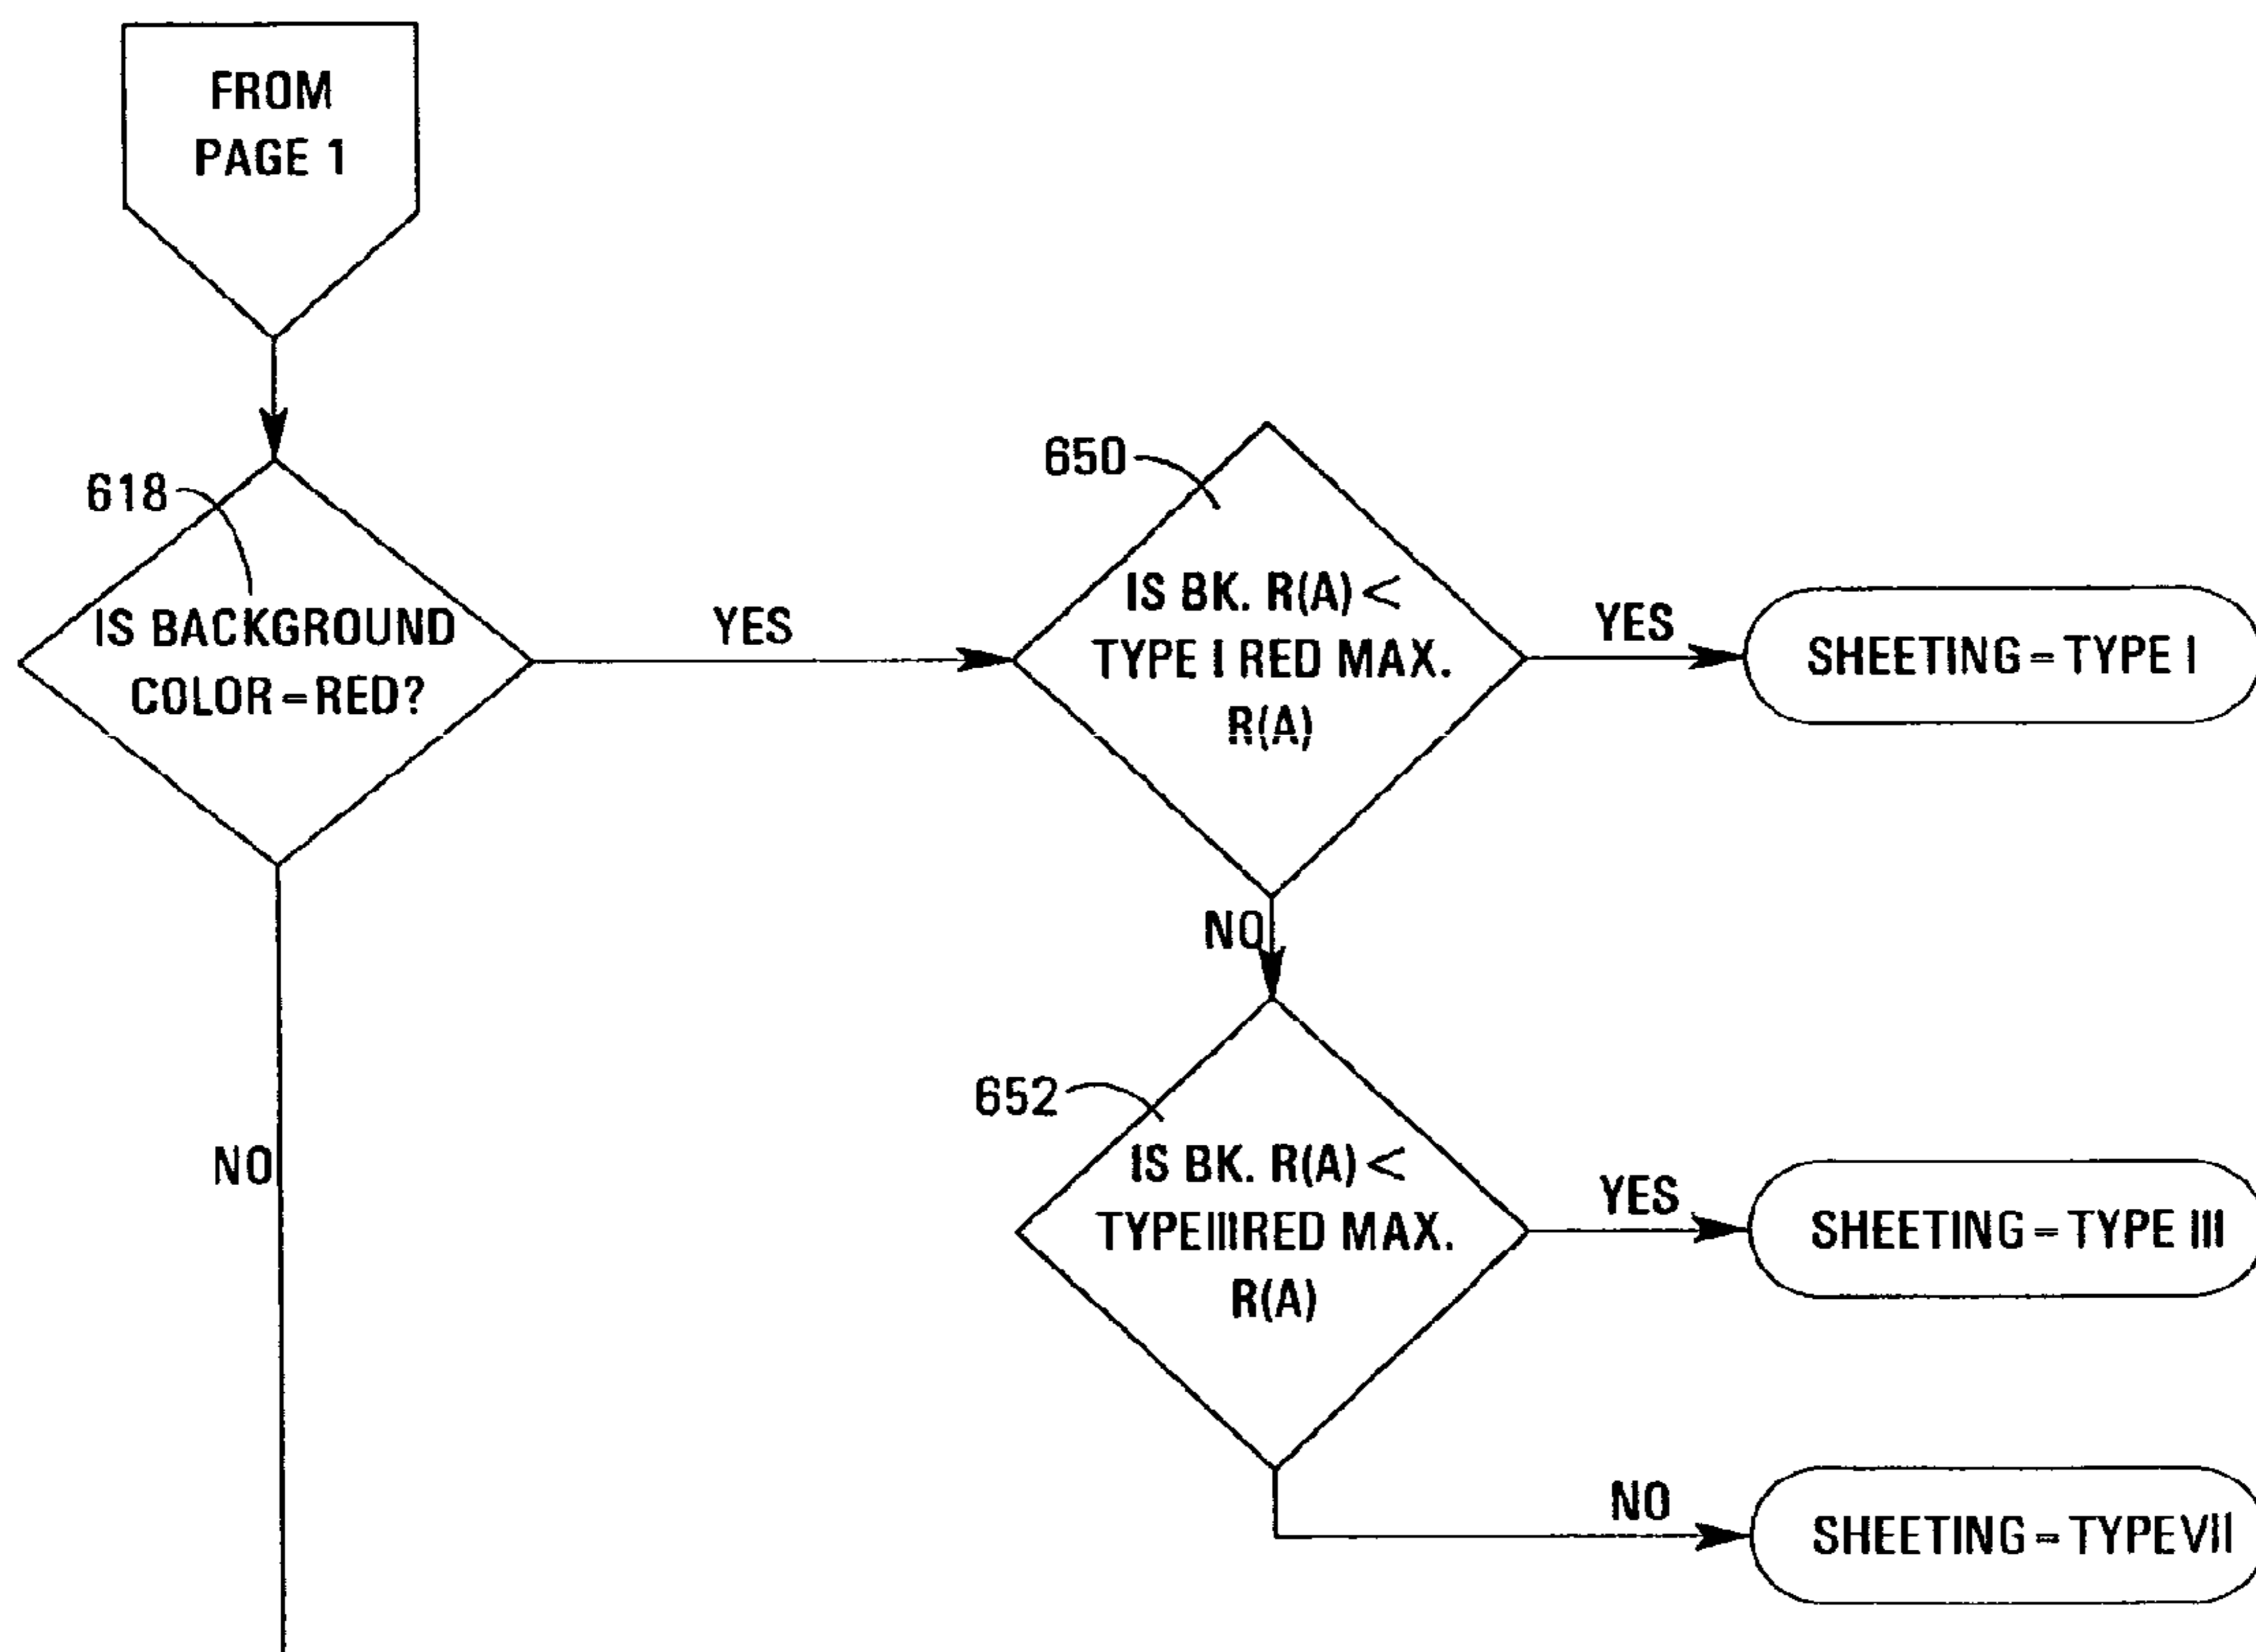 FROM
PAGE 1
618
IS BACKGROUND
COLOR = RED?
YES
650
IS BK. R(A) <
TYPE I RED MAX.
R(A)
YES
SHEETING = TYPE I
NO
652
IS BK. R(A) <
TYPE III RED MAX.
R(A)
YES
SHEETING = TYPE III
NO
SHEETING = TYPE VII
NO